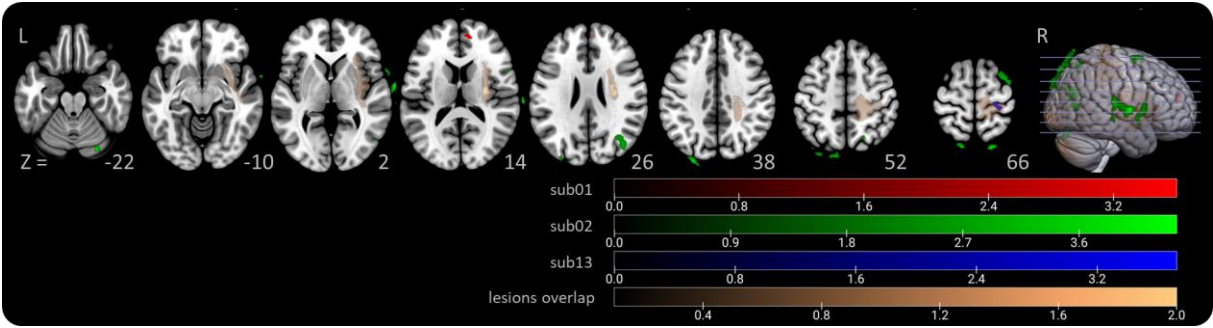 L R
Z = -22 -10 2 14 26 38 52 66
sub01
0.0 0.8 1.6 2.4 3.2
sub02
0.0 0.9 1.8 2.7 3.6
sub13
0.0 0.8 1.6 2.4 3.2
lesions overlap
0.4 0.8 1.2 1.6 2.0